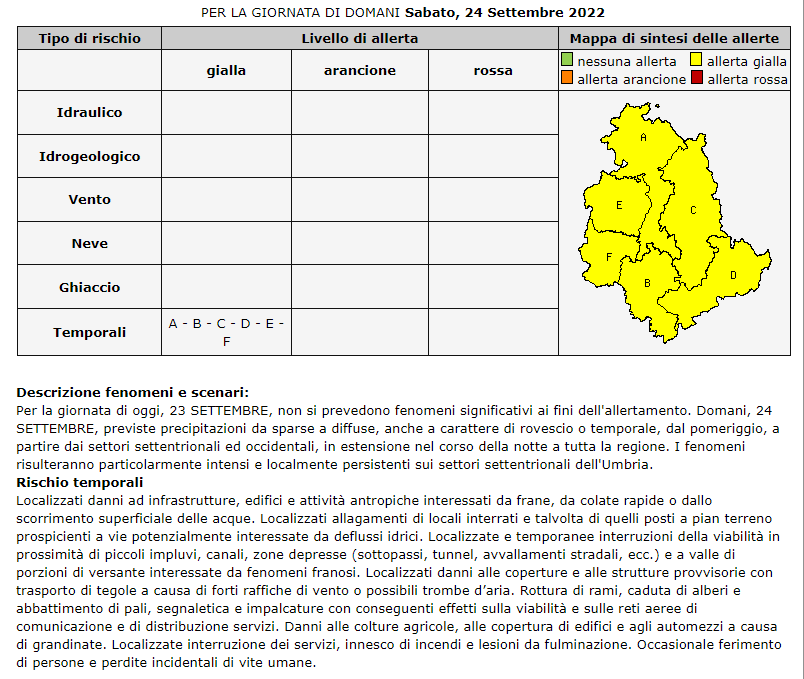 PER LA GIORNATA DI DOMANI Sabato, 24 Settembre 2022
Tipo di rischio
Livello di allerta
Mappa di sintesi delle allerte
gialla
arancione
rossa
nessuna allerta
allerta gialla
allerta arancione
allerta rossa
Idraulico
Idrogeologico
Vento
Neve
Ghiaccio
Temporali
A - B - C - D - E -
F
A
E
C
F
B
D
Descrizione fenomeni e scenari:
Per la giornata di oggi, 23 SETTEMBRE, non si prevedono fenomeni significativi ai fini dell'allertamento. Domani, 24
SETTEMBRE, previste precipitazioni da sparse a diffuse, anche a carattere di rovescio o temporale, dal pomeriggio, a
partire dai settori settentrionali ed occidentali, in estensione nel corso della notte a tutta la regione. I fenomeni
risulteranno particolarmente intensi e localmente persistenti sui settori settentrionali dell'Umbria.
Rischio temporali
Localizzati danni ad infrastrutture, edifici e attività antropiche interessati da frane, da colate rapide o dallo
scorrimento superficiale delle acque. Localizzati allagamenti di locali interrati e talvolta di quelli posti a pian terreno
prospicienti a vie potenzialmente interessate da deflussi idrici. Localizzate e temporanee interruzioni della viabilità in
prossimità di piccoli impluvi, canali, zone depresse (sottopassi, tunnel, avvallamenti stradali, ecc.) e a valle di
porzioni di versante interessate da fenomeni franosi. Localizzati danni alle coperture e alle strutture provvisorie con
trasporto di tegole a causa di forti raffiche di vento o possibili trombe d’aria. Rottura di rami, caduta di alberi e
abbattimento di pali, segnaletica e impalcature con conseguenti effetti sulla viabilità e sulle reti aeree di
comunicazione e di distribuzione servizi. Danni alle colture agricole, alle copertura di edifici e agli automezzi a causa
di grandinate. Localizzate interruzione dei servizi, innesco di incendi e lesioni da fulminazione. Occasionale ferimento
di persone e perdite incidentali di vite umane.